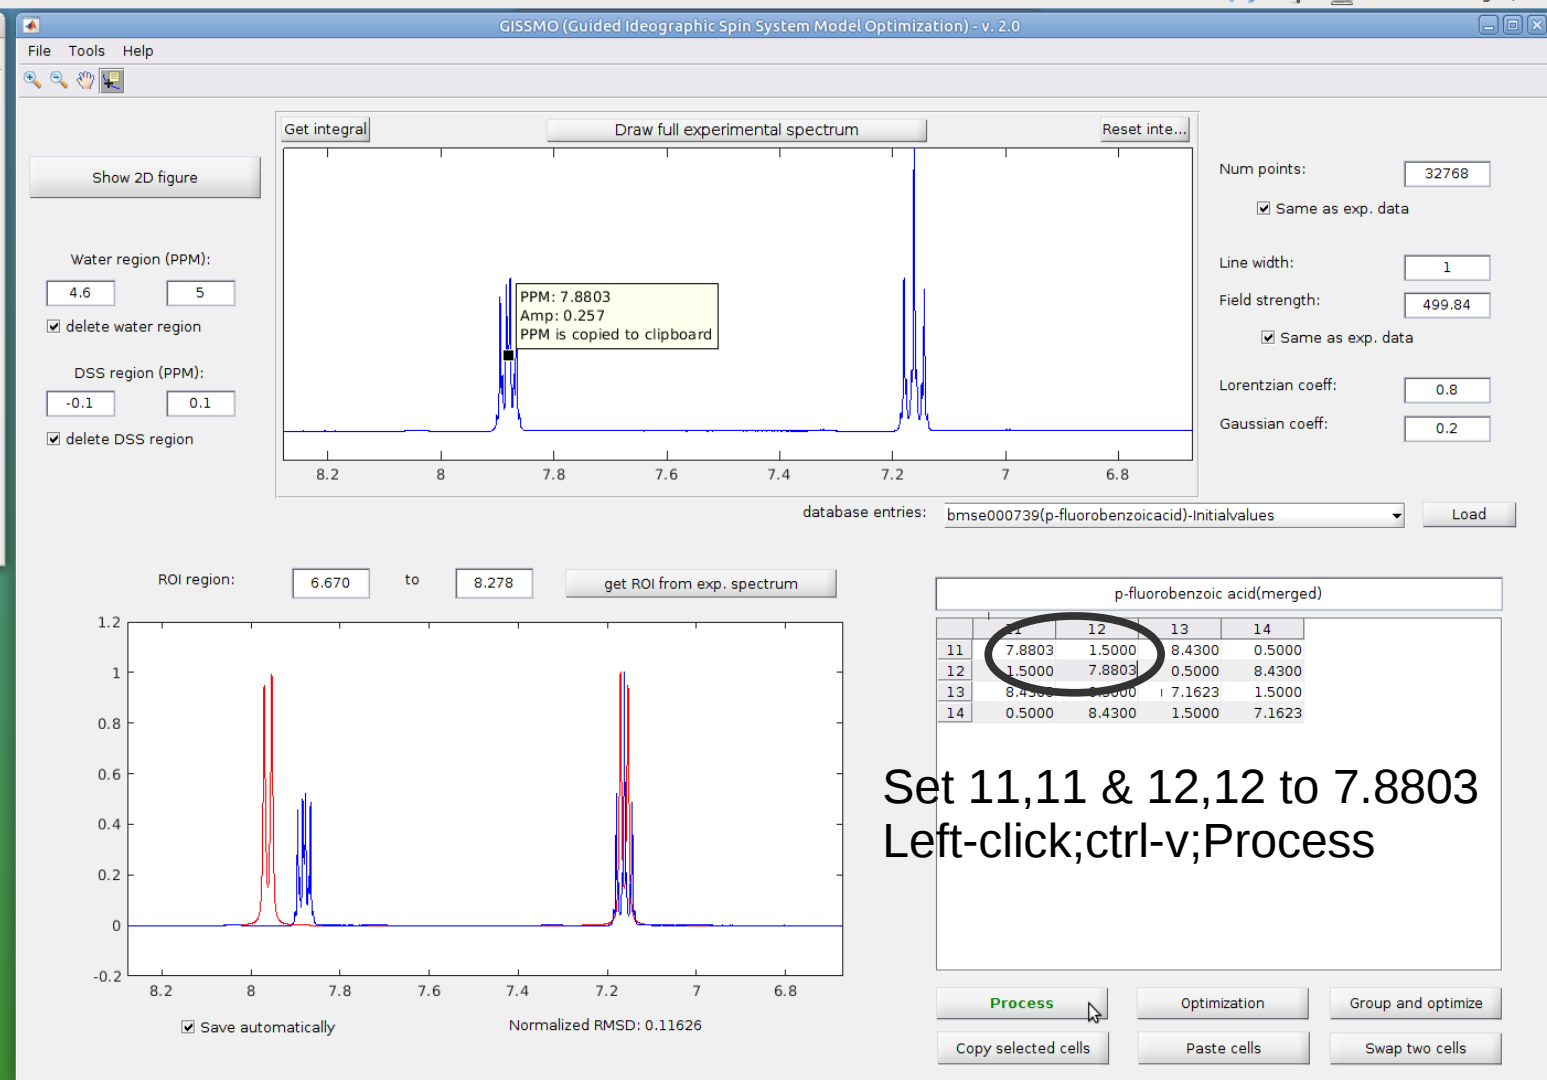 GISSMO (Guided Ideographic Spin System Model Optimization) - v. 2.0
File Tools Help
Get integral Draw full experimental spectrum Reset inte...
Show 2D figure
Water region (PPM):
4.6 5
delete water region
DSS region (PPM):
-0.1 0.1
delete DSS region
PPM: 7.8803
Amp: 0.257
PPM is copied to clipboard
8.2 8 7.8 7.6 7.4 7.2 7 6.8
Num points: 32768
Same as exp. data
Line width: 1
Field strength: 499.84
Same as exp. data
Lorentzian coeff: 0.8
Gaussian coeff: 0.2
database entries: bmse000739(p-fluorobenzoicacid)-Initialvalues Load
ROI region: 6.670 to 8.278 get ROI from exp. spectrum
1.2
1
0.8
0.6
0.4
0.2
0
-0.2
8.2 8 7.8 7.6 7.4 7.2 7 6.8
Save automatically Normalized RMSD: 0.11626
p-fluorobenzoic acid(merged)
11 12 13 14
11 7.8803 1.5000 8.4300 0.5000
12 1.5000 7.8803 0.5000 8.4300
13 8.4300 0.5000 7.1623 1.5000
14 0.5000 8.4300 1.5000 7.1623
Set 11,11 & 12,12 to 7.8803
Left-click;ctrl-v;Process
Process Optimization Group and optimize
Copy selected cells Paste cells Swap two cells